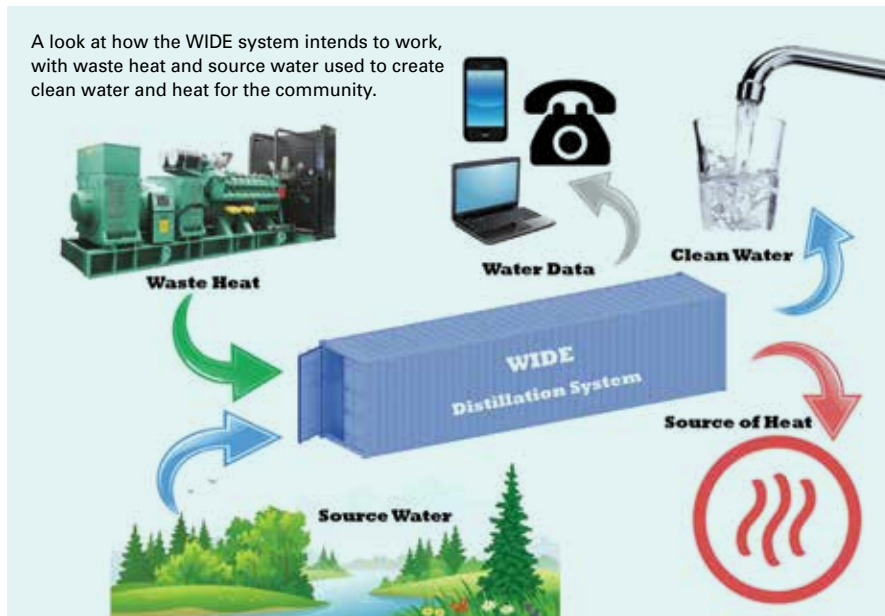 A look at how the WIDE system intends to work,
with waste heat and source water used to create
clean water and heat for the community.
Waste Heat
Water Data
Clean Water
WIDE
Distillation System
Source of Heat
Source Water